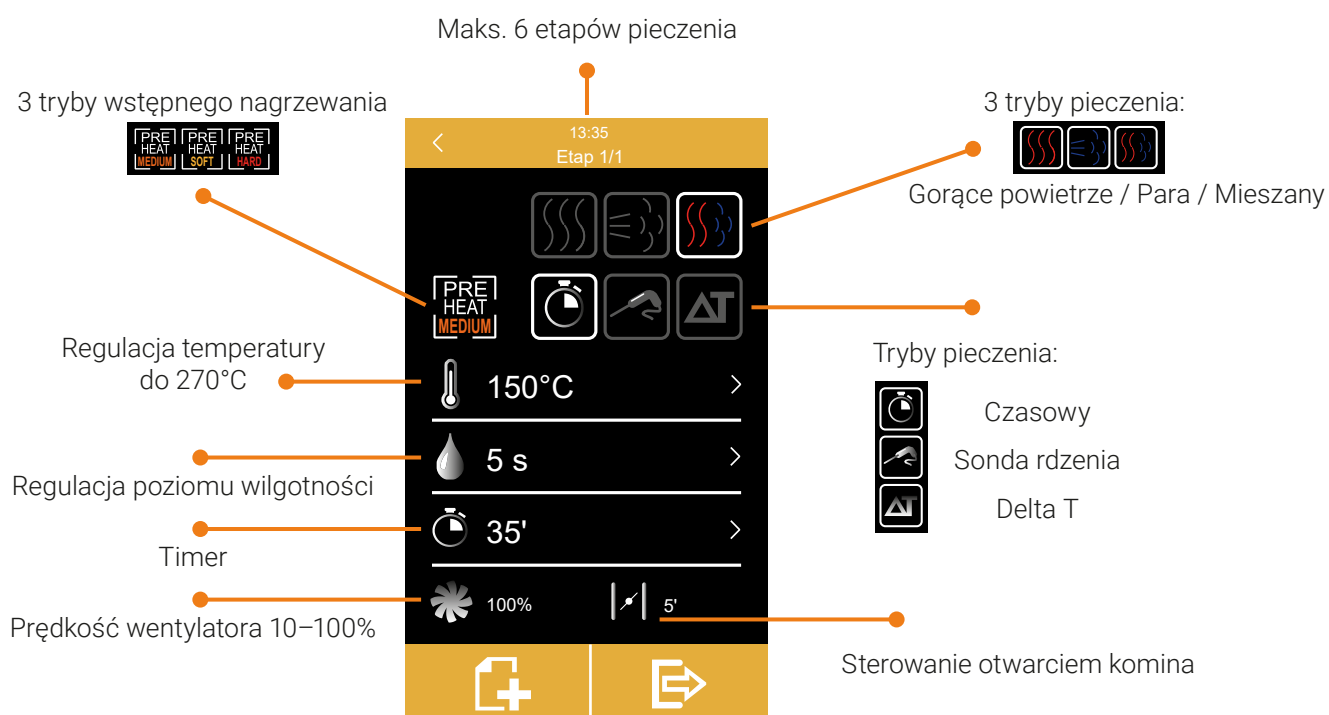 Maks. 6 etapów pieczenia
3 tryby wstępnego nagrzewania
PRE HEAT MEDIUM
PRE HEAT SOFT
PRE HEAT HARD
3 tryby pieczenia:
Gorące powietrze / Para / Mieszany
13:35
Etap 1/1
PRE
HEAT
MEDIUM
ΔT
Regulacja temperatury
do 270°C
150°C
Tryby pieczenia:
Czasowy
Sonda rdzenia
ΔT
Delta T
5 s
Regulacja poziomu wilgotności
35'
Timer
100%
5'
Prędkość wentylatora 10–100%
Sterowanie otwarciem komina